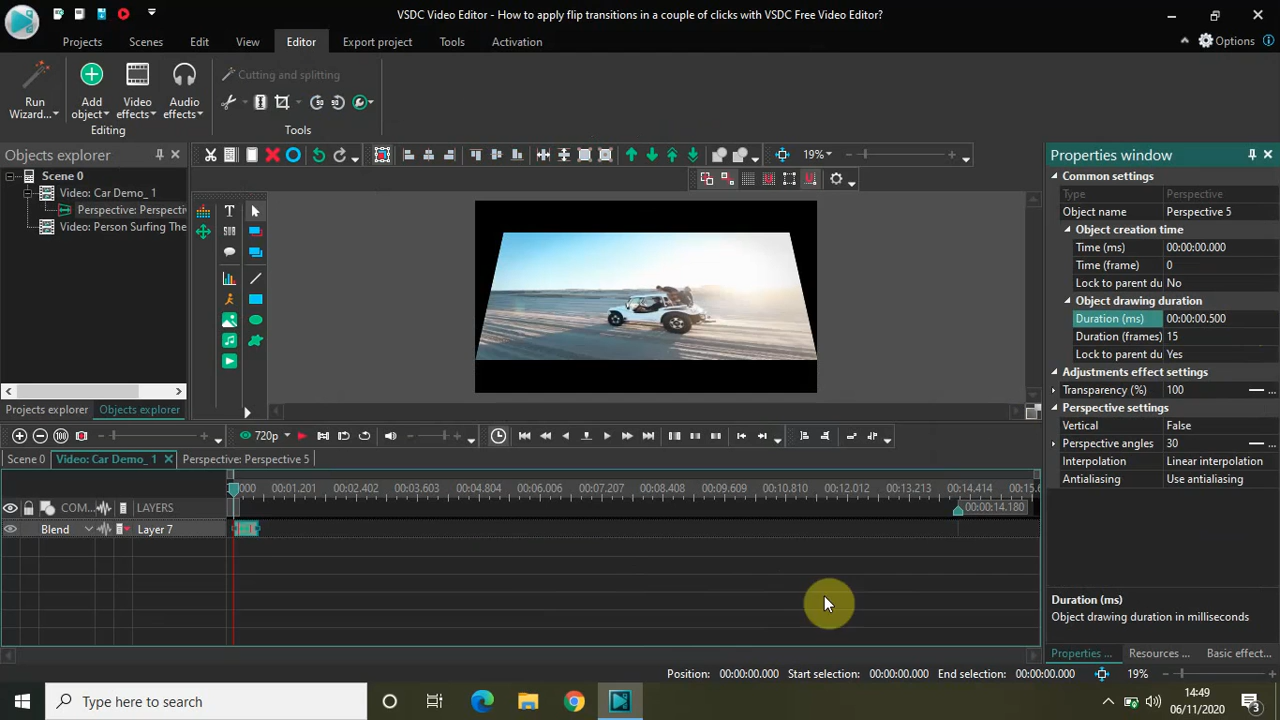 VSDC Video Editor - How to apply flip transitions in a couple of clicks with VSDC Free Video Editor?
Projects Scenes Edit View Editor Export project Tools Activation Options
Cutting and splitting
Run Wizard... Add object Video effects Audio effects
Editing Tools
Objects explorer
Scene 0
Video: Car Demo_ 1
Perspective: Perspecti
Video: Person Surfing The
Projects explorer Objects explorer
19%
Properties window
Common settings
Type Perspective
Object name Perspective 5
Object creation time
Time (ms) 00:00:00.000
Time (frame) 0
Lock to parent du No
Object drawing duration
Duration (ms) 00:00:00.500
Duration (frames) 15
Lock to parent du Yes
Adjustments effect settings
Transparency (%) 100 ...
Perspective settings
Vertical False
Perspective angles 30 ...
Interpolation Linear interpolation
Antialiasing Use antialiasing
Duration (ms)
Object drawing duration in milliseconds
Properties ... Resources ... Basic effect...
720p
Scene 0 Video: Car Demo_ 1 Perspective: Perspective 5
000 00:01.201 00:02.402 00:03.603 00:04.804 00:06.006 00:07.207 00:08.408 00:09.609 00:10.810 00:12.012 00:13.213 00:14.414 00:15.6
COM... LAYERS 00:00:14.180
Blend Layer 7
Position: 00:00:00.000 Start selection: 00:00:00.000 End selection: 00:00:00.000 19%
Type here to search
14:49
06/11/2020
3